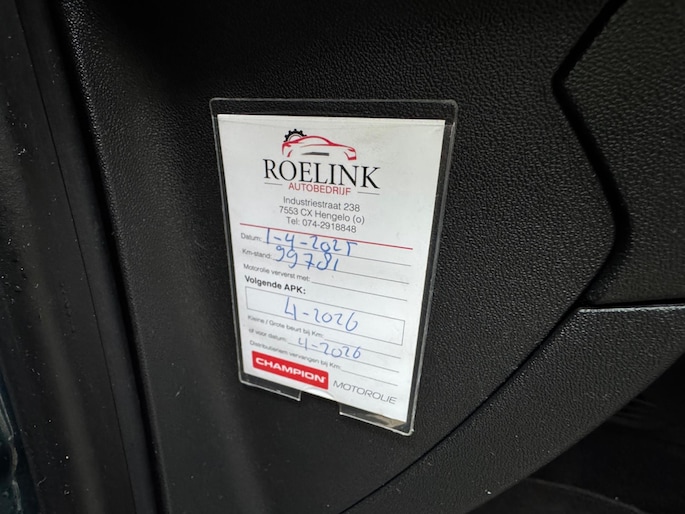 ROELINK
AUTOBEDRIJF
Industriestraat 238
7553 CX Hengelo (o)
Tel: 074-2918848
Datum: 1-4-2025
Km-stand: 99781
Motorolie ververst met:
Volgende APK:
4-2026
Kleine / Grote beurt bij Km:
of voor datum: 4-2026
Distributieriem vervangen bij Km:
CHAMPION MOTOROLIE